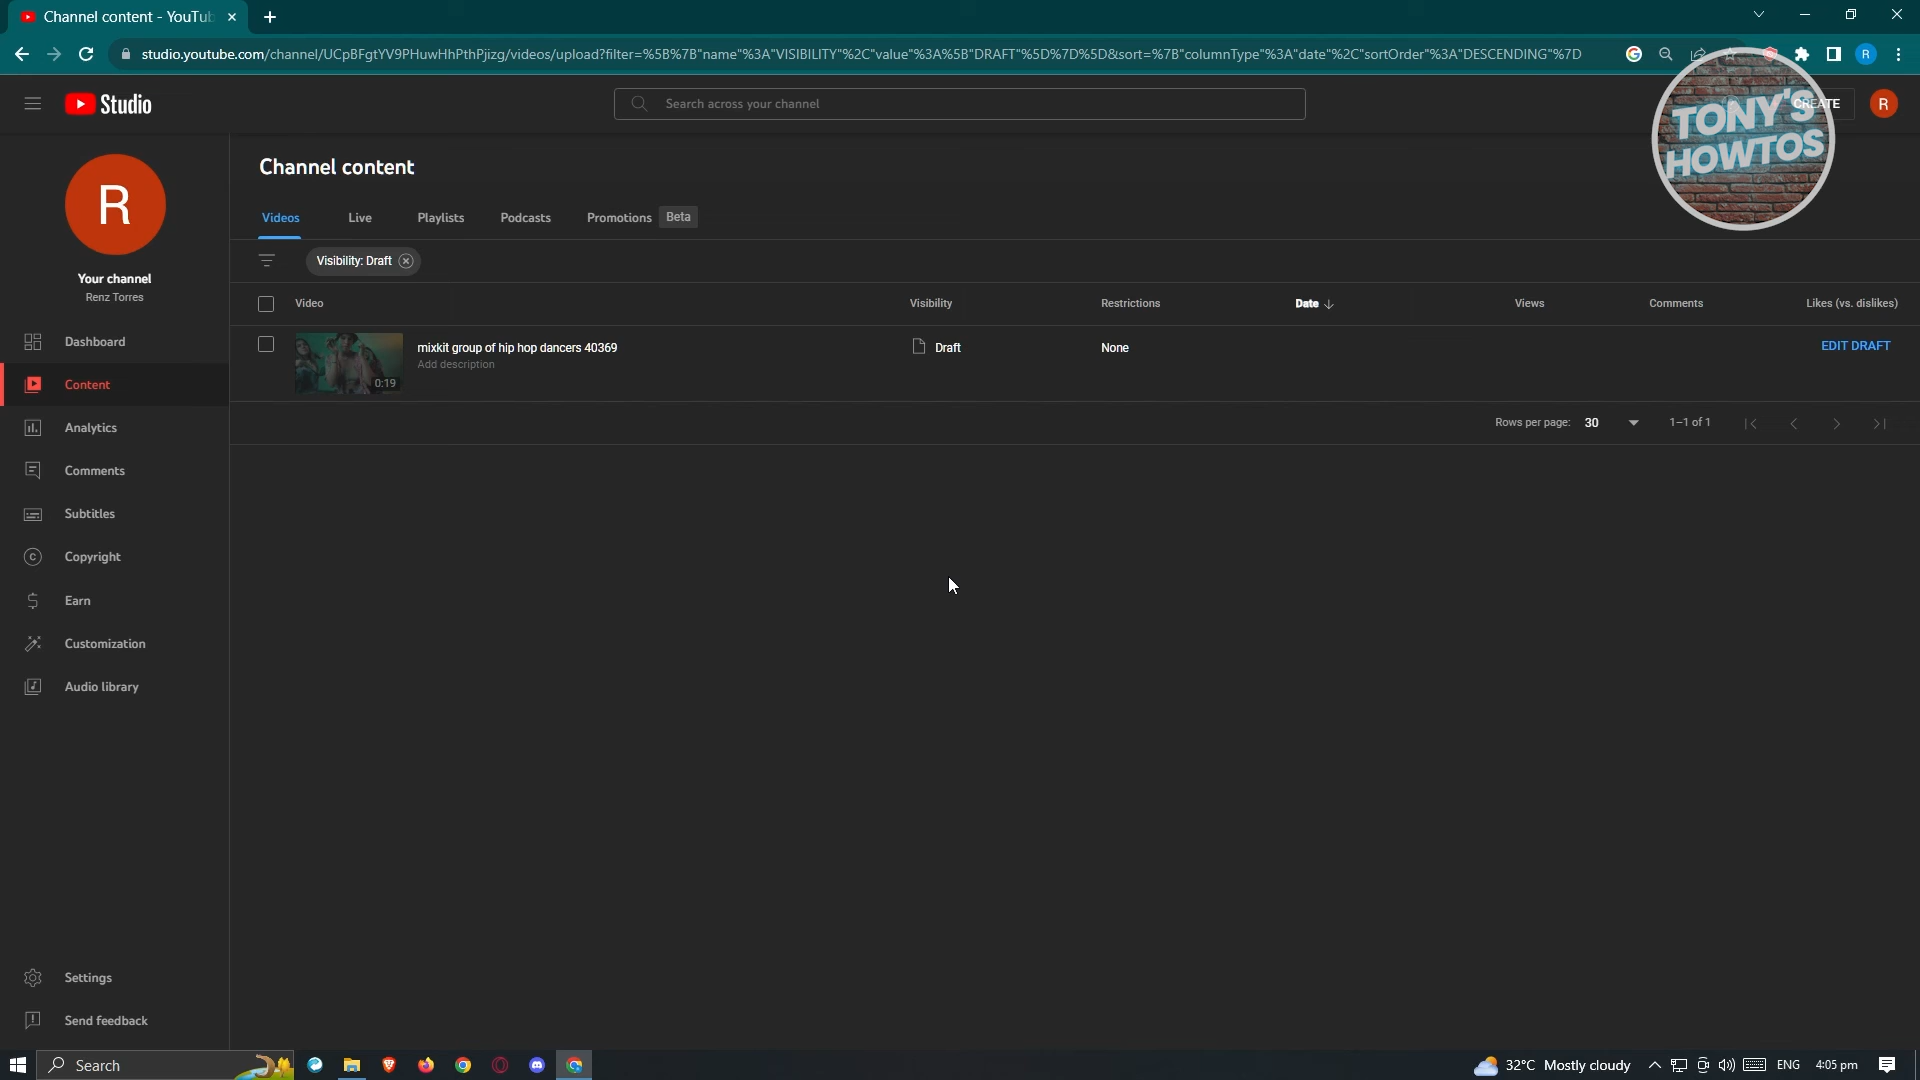 Channel content - YouTub
studio.youtube.com/channel/UCpBFgtYV9PHuwHhPthPjizg/videos/upload?filter=%5B%7B"name"%3A"VISIBILITY"%2C"value"%3A%5B"DRAFT"%5D%7D%5D&sort=%7B"columnType"%3A"date"%2C"sortOrder"%3A"DESCENDING"%7D
R
Studio
Search across your channel
CREATE
R
TONY'S
HOWTOS
R
Your channel
Renz Torres
Dashboard
Content
Analytics
Comments
Subtitles
Copyright
Earn
Customization
Audio library
Settings
Send feedback
Channel content
Videos Live Playlists Podcasts Promotions Beta
Visibility: Draft
Video Visibility Restrictions Date Views Comments Likes (vs. dislikes)
mixkit group of hip hop dancers 40369 Draft None EDIT DRAFT
Add description
0:19
Rows per page: 30 1–1 of 1
Search
32°C Mostly cloudy ENG 4:05 pm